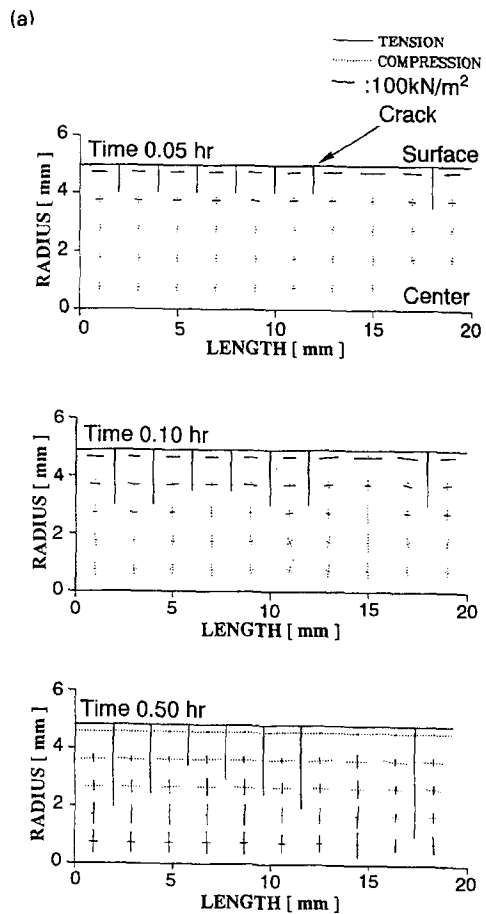 (a)
TENSION
COMPRESSION
:100kN/m²
Crack
Time 0.05 hr
Surface
Center
6
4
2
0
RADIUS [ mm ]
0 5 10 15 20
LENGTH [ mm ]
Time 0.10 hr
6
4
2
0
RADIUS [ mm ]
0 5 10 15 20
LENGTH [ mm ]
Time 0.50 hr
6
4
2
0
RADIUS [ mm ]
0 5 10 15 20
LENGTH [ mm ]